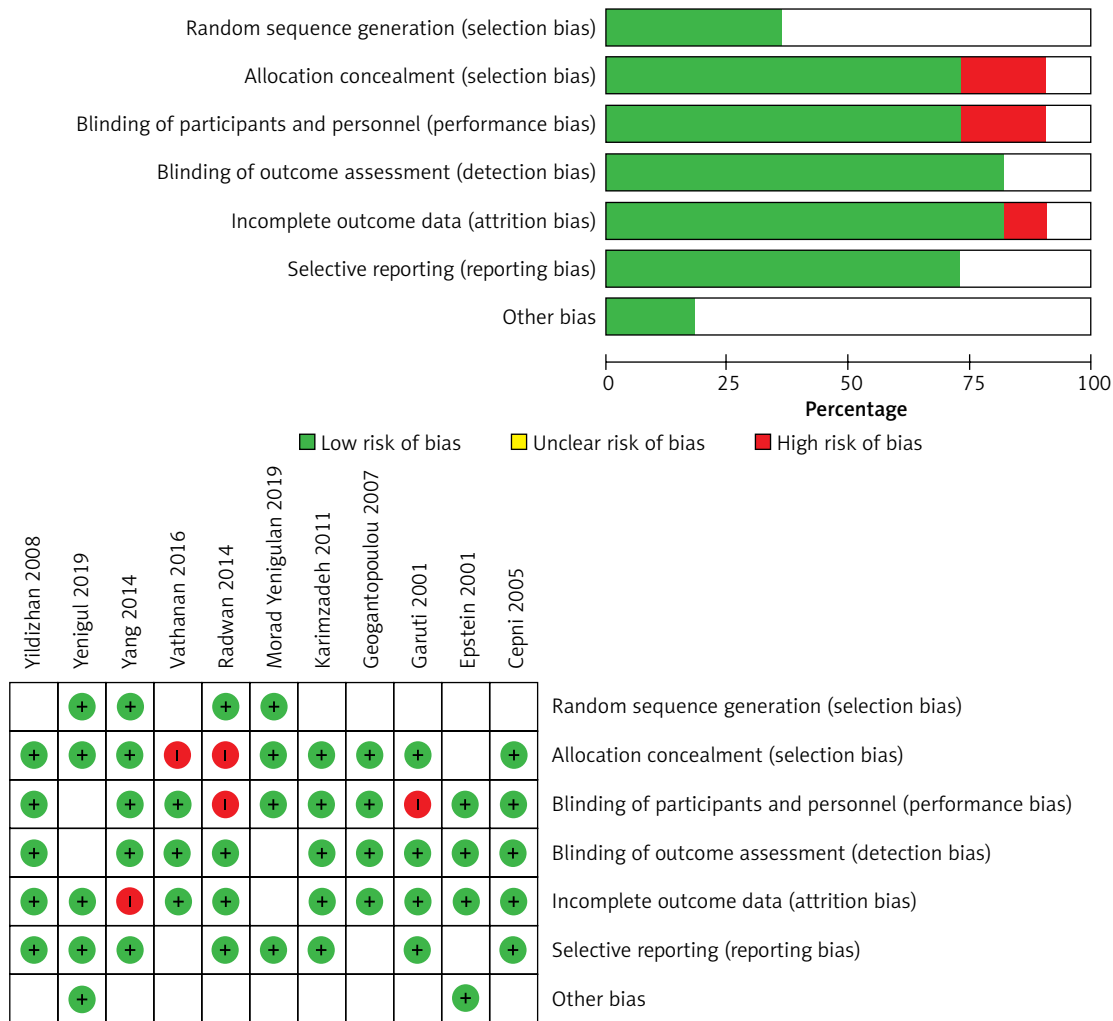 Random sequence generation (selection bias)
Allocation concealment (selection bias)
Blinding of participants and personnel (performance bias)
Blinding of outcome assessment (detection bias)
Incomplete outcome data (attrition bias)
Selective reporting (reporting bias)
Other bias
0 25 50 75 100
Percentage
Low risk of bias Unclear risk of bias High risk of bias
Yildizhan 2008
Yenigul 2019
Yang 2014
Vathanan 2016
Radwan 2014
Morad Yenigulan 2019
Karimzadeh 2011
Geogantopoulou 2007
Garuti 2001
Epstein 2001
Cepni 2005
+ + + + Random sequence generation (selection bias)
+ + + – – + + + + + Allocation concealment (selection bias)
+ + + – + + + – + + Blinding of participants and personnel (performance bias)
+ + + + + + + + + Blinding of outcome assessment (detection bias)
+ + – + + + + + + + Incomplete outcome data (attrition bias)
+ + + + + + + + Selective reporting (reporting bias)
+ + Other bias